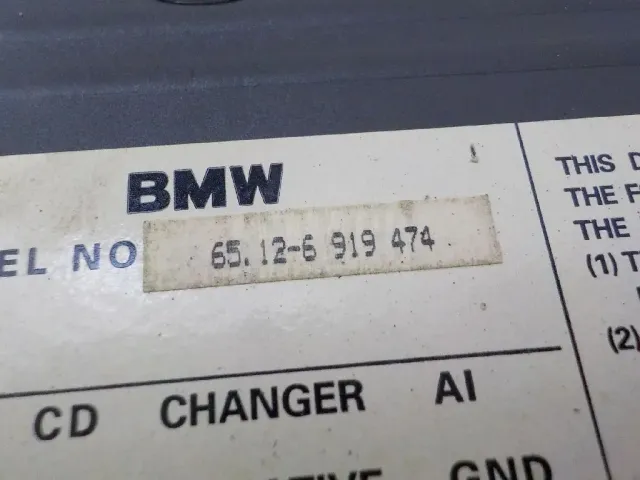 BMW
EL NO 65.12-6 919 474
CD CHANGER AI
GND
THIS D
THE F
THE
(1) T
(2)